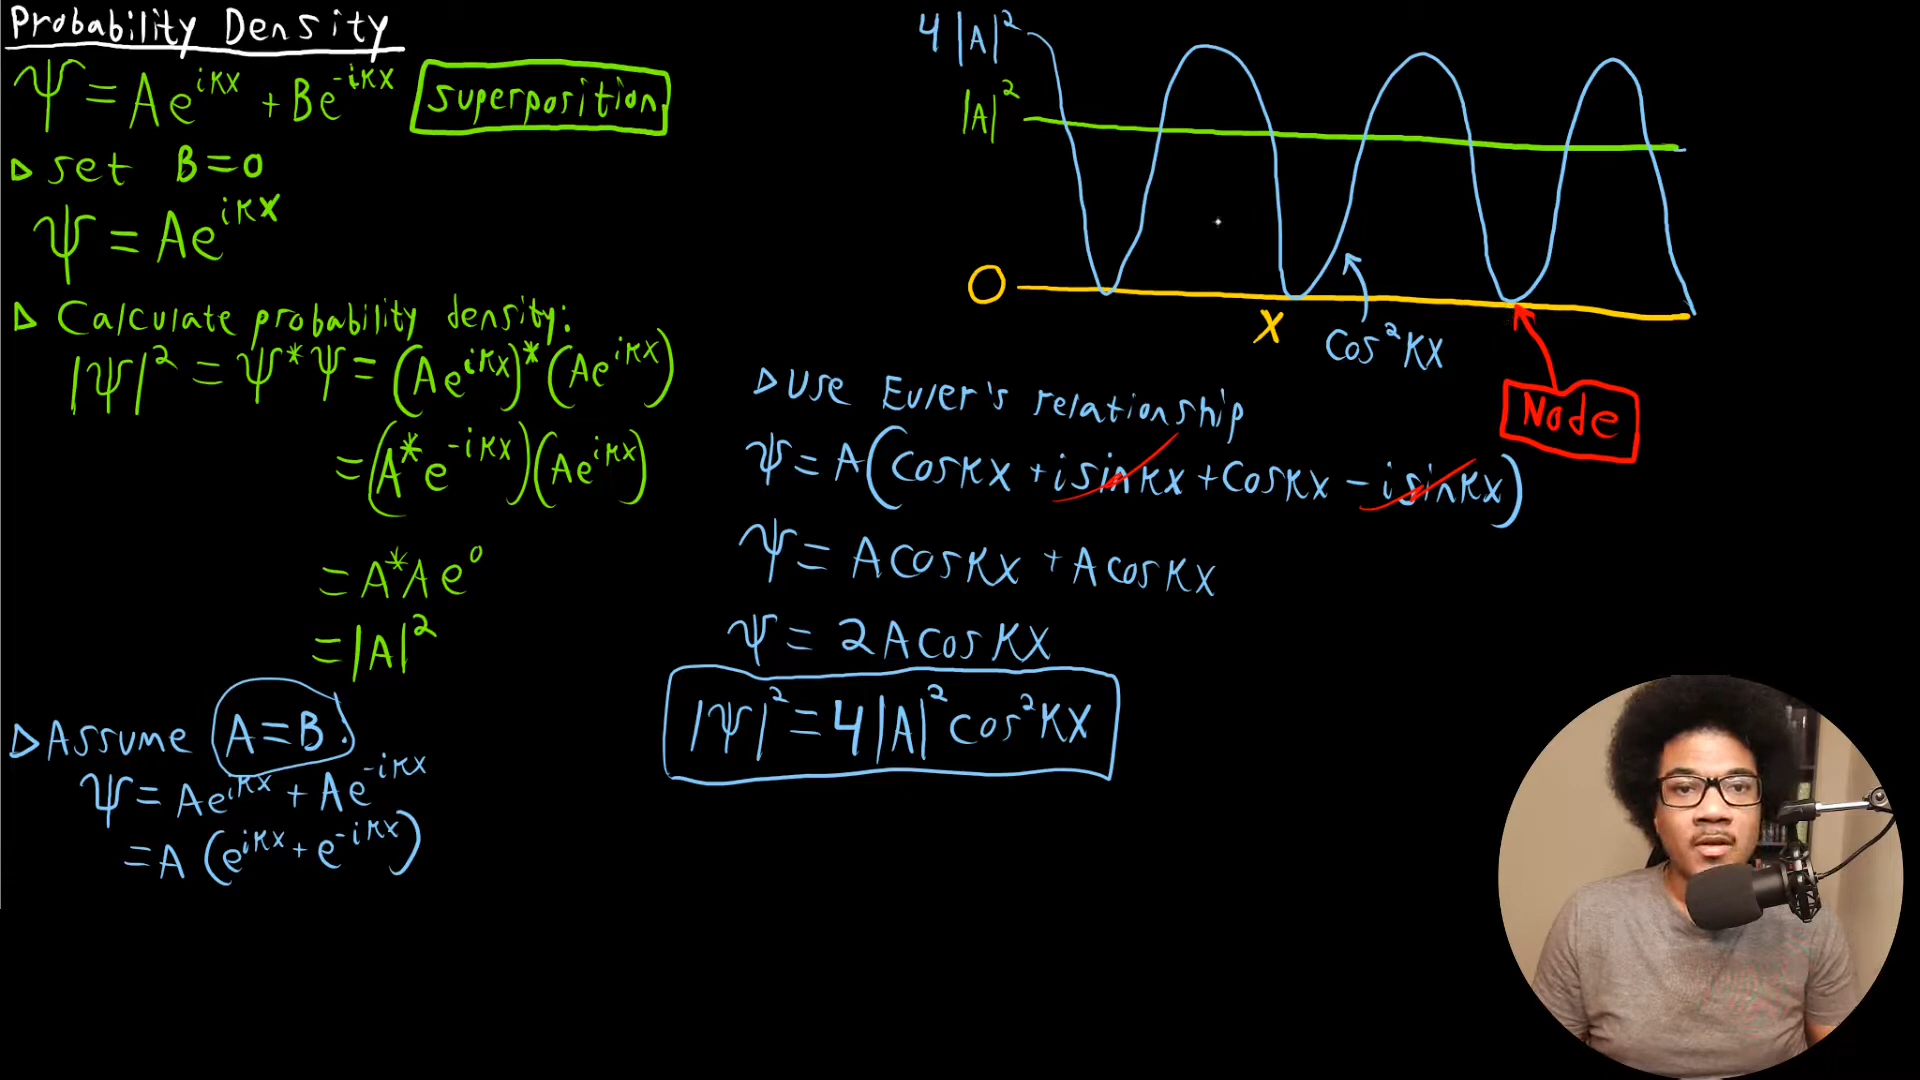 Probability Density
Ψ = Ae^{iKx} + Be^{-iKx} superposition
▷ set B=0
Ψ = Ae^{iKx}
▷ Calculate probability density:
|Ψ|² = Ψ*Ψ = (Ae^{iKx})*(Ae^{iKx})
= (A*e^{-iKx})(Ae^{iKx})
= A*Ae⁰
= |A|²
▷ Assume A=B.
Ψ = Ae^{iKx} + Ae^{-iKx}
= A(e^{iKx} + e^{-iKx})
4|A|²
|A|²
0
x
Cos²Kx
Node
▷ Use Euler's relationship
Ψ = A(CosKx + isinKx + CosKx - isinKx)
Ψ = ACosKx + ACosKx
Ψ = 2ACosKx
|Ψ|² = 4|A|²Cos²Kx